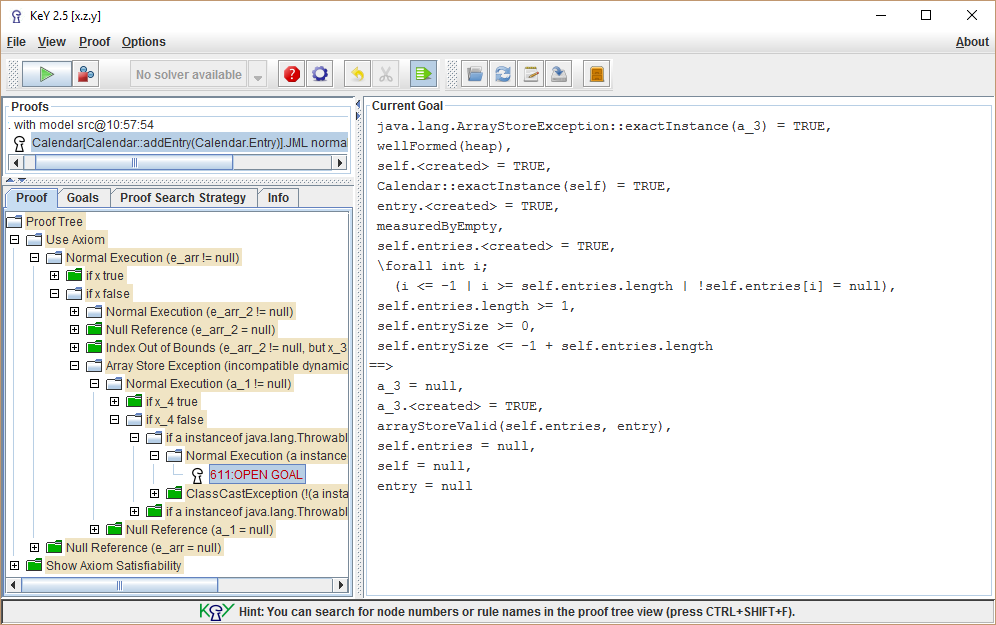 KeY 2.5 [x.z.y]
File View Proof Options About
No solver available
Proofs
. with model src@10:57:54
Calendar[Calendar::addEntry(Calendar.Entry)].JML norma
Proof Goals Proof Search Strategy Info
Proof Tree
Use Axiom
Normal Execution (e_arr != null)
if x true
if x false
Normal Execution (e_arr_2 != null)
Null Reference (e_arr_2 = null)
Index Out of Bounds (e_arr_2 != null, but x_3
Array Store Exception (incompatible dynamic
Normal Execution (a_1 != null)
if x_4 true
if x_4 false
if a instanceof java.lang.Throwabl
Normal Execution (a instance
611:OPEN GOAL
ClassCastException (!(a insta
if a instanceof java.lang.Throwabl
Null Reference (a_1 = null)
Null Reference (e_arr = null)
Show Axiom Satisfiability
Current Goal
java.lang.ArrayStoreException::exactInstance(a_3) = TRUE,
wellFormed(heap),
self.<created> = TRUE,
Calendar::exactInstance(self) = TRUE,
entry.<created> = TRUE,
measuredByEmpty,
self.entries.<created> = TRUE,
\forall int i;
(i <= -1 | i >= self.entries.length | !self.entries[i] = null),
self.entries.length >= 1,
self.entrySize >= 0,
self.entrySize <= -1 + self.entries.length
==>
a_3 = null,
a_3.<created> = TRUE,
arrayStoreValid(self.entries, entry),
self.entries = null,
self = null,
entry = null
KeY Hint: You can search for node numbers or rule names in the proof tree view (press CTRL+SHIFT+F).